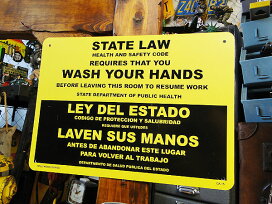 STATE LAW
HEALTH AND SAFETY CODE
REQUIRES THAT YOU
WASH YOUR HANDS
BEFORE LEAVING THIS ROOM TO RESUME WORK
STATE DEPARTMENT OF PUBLIC HEALTH
LEY DEL ESTADO
CODIGO DE PROTECCION Y SALUBRIDAD
REQUIERE QUE USTEDES
LAVEN SUS MANOS
ANTES DE ABANDONAR ESTE LUGAR
PARA VOLVER AL TRABAJO
DEPARTMENTO DE SALUD PUBLICA DEL ESTADO